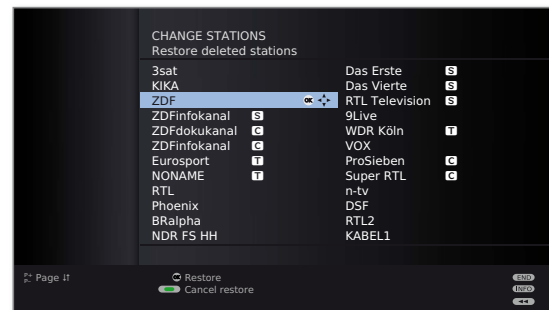 CHANGE STATIONS
Restore deleted stations
3sat
KIKA
ZDF OK
ZDFinfokanal S
ZDFdokukanal C
ZDFinfokanal C
Eurosport T
NONAME T
RTL
Phoenix
BRalpha
NDR FS HH
Das Erste S
Das Vierte S
RTL Television S
9Live
WDR Köln T
VOX
ProSieben C
Super RTL C
n-tv
DSF
RTL2
KABEL1
P+
P- Page
OK Restore
Cancel restore
END
INFO